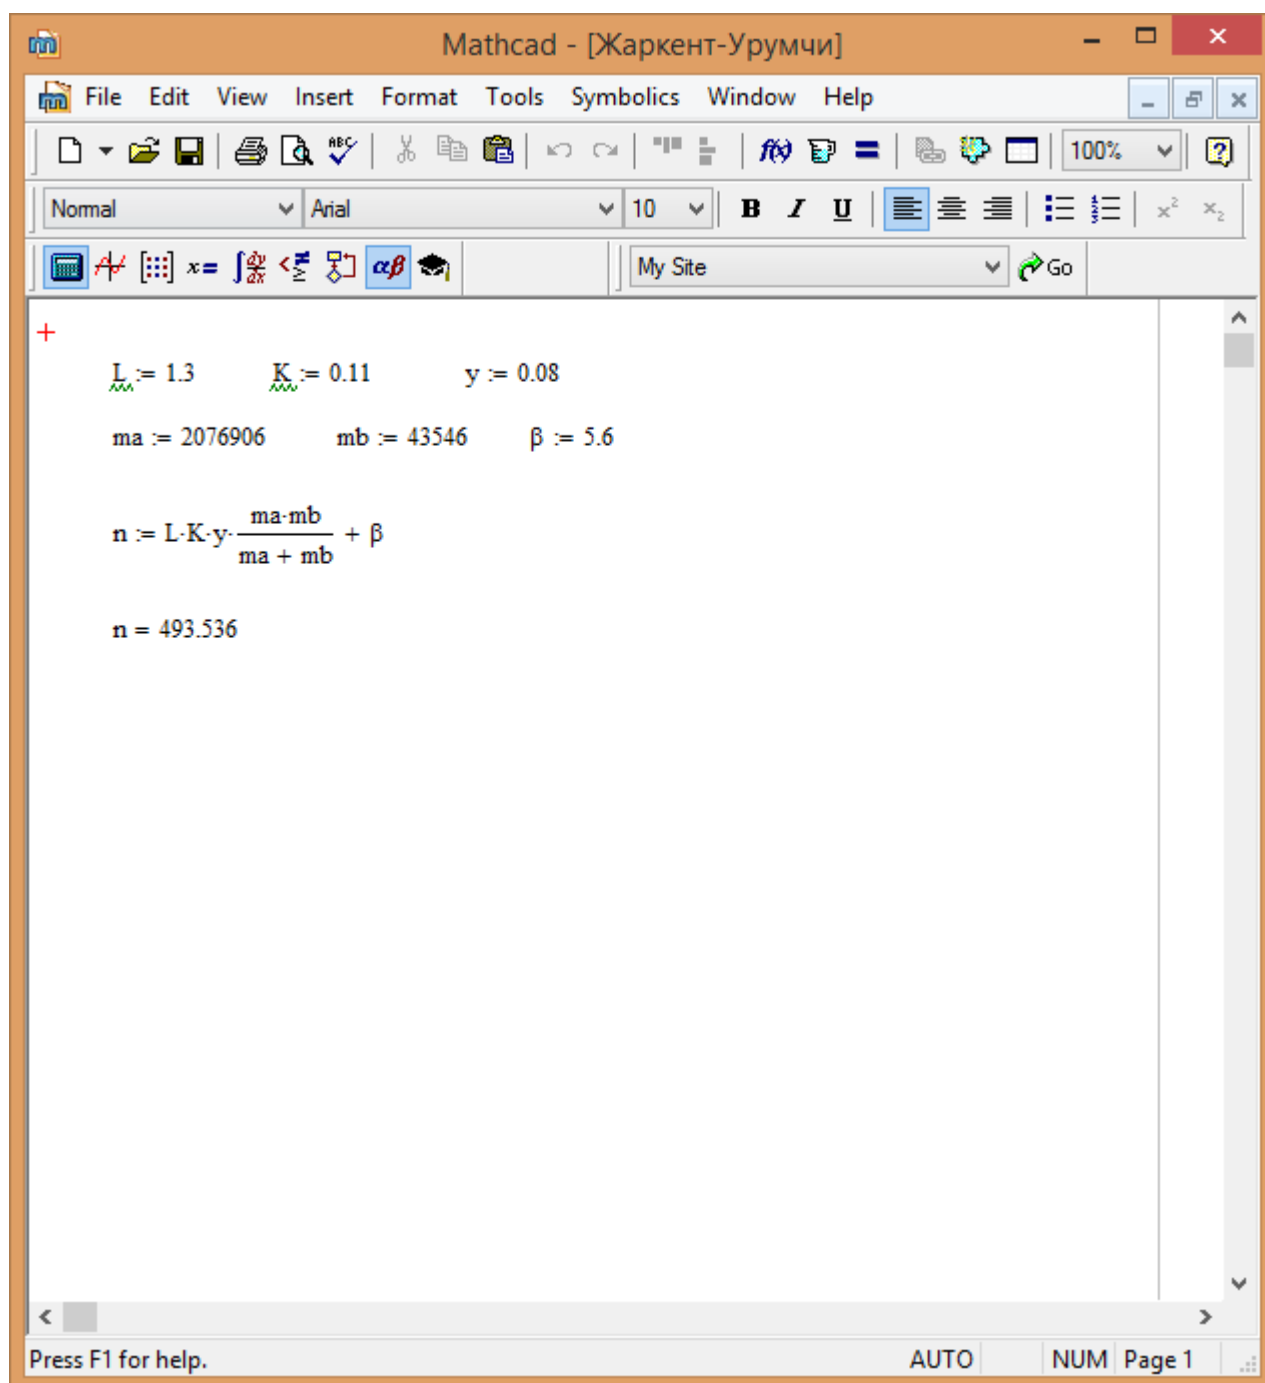 Mathcad - [Жаркент-Урумчи]
File Edit View Insert Format Tools Symbolics Window Help
100%
Normal Arial 10 B I U
My Site Go
L := 1.3 K := 0.11 y := 0.08
ma := 2076906 mb := 43546 β := 5.6
n := L·K·y· ma·mb / ma + mb + β
n = 493.536
Press F1 for help. AUTO NUM Page 1